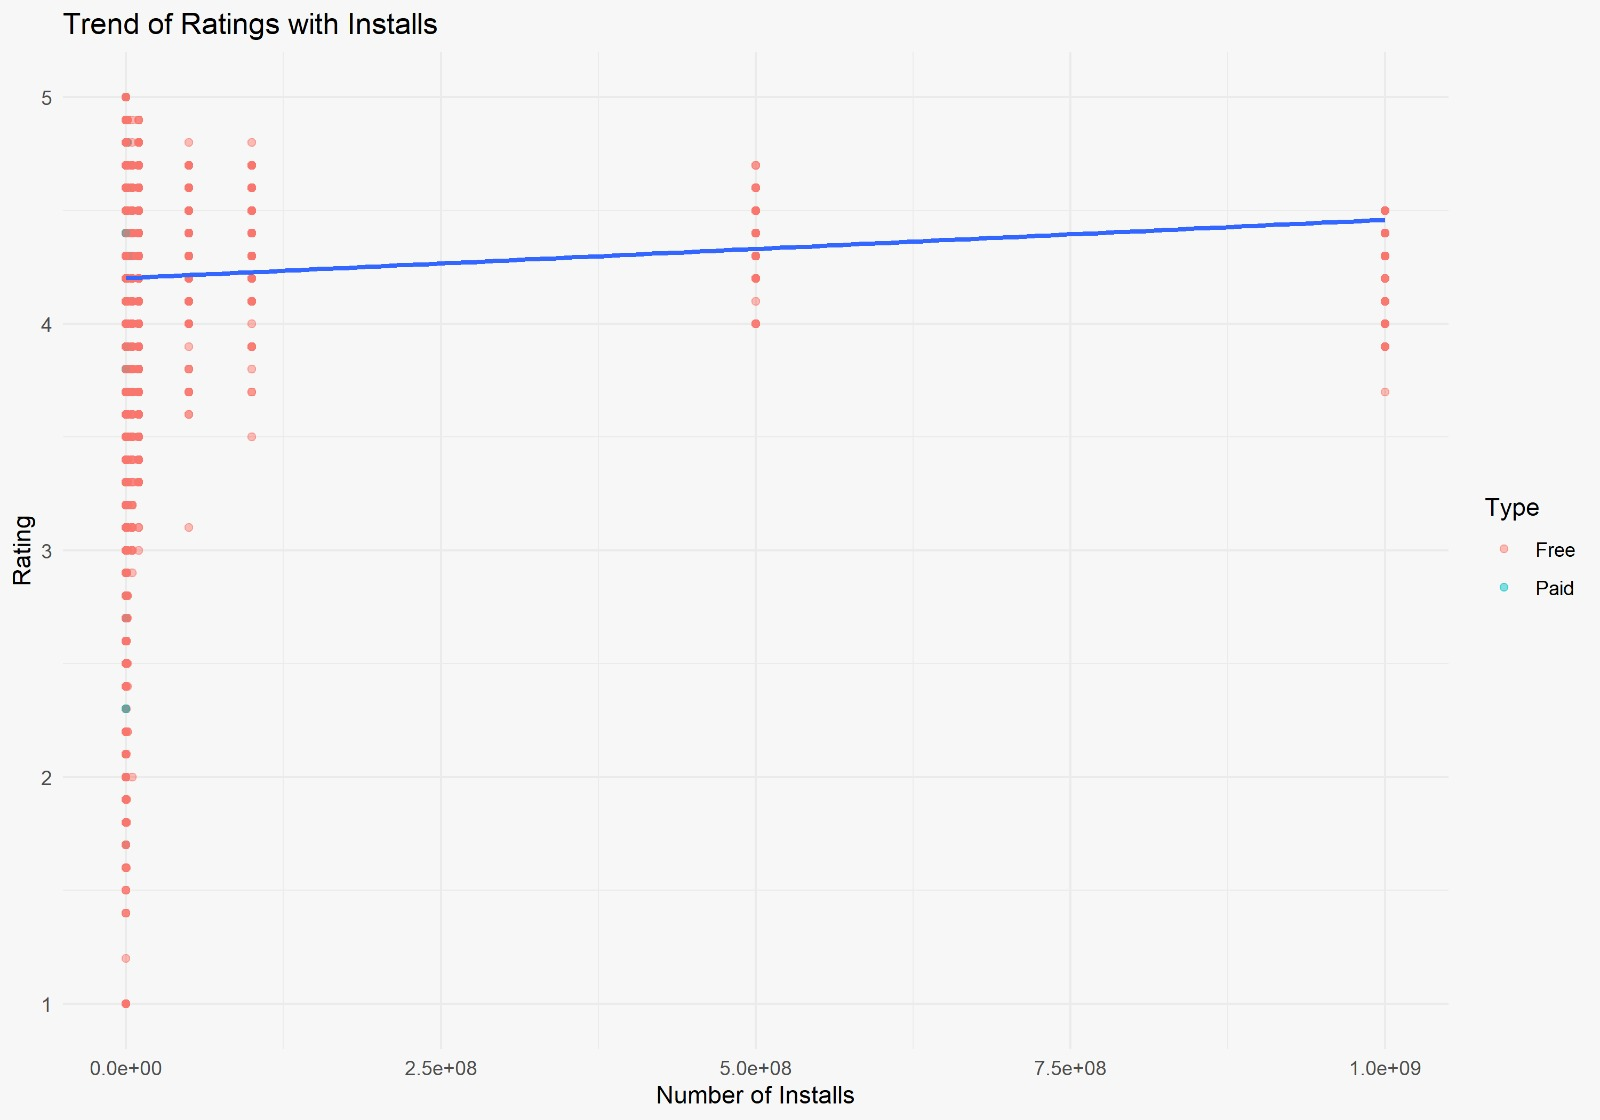 Trend of Ratings with Installs
5
4
3
2
1
Rating
0.0e+00 2.5e+08 5.0e+08 7.5e+08 1.0e+09
Number of Installs
Type
Free
Paid